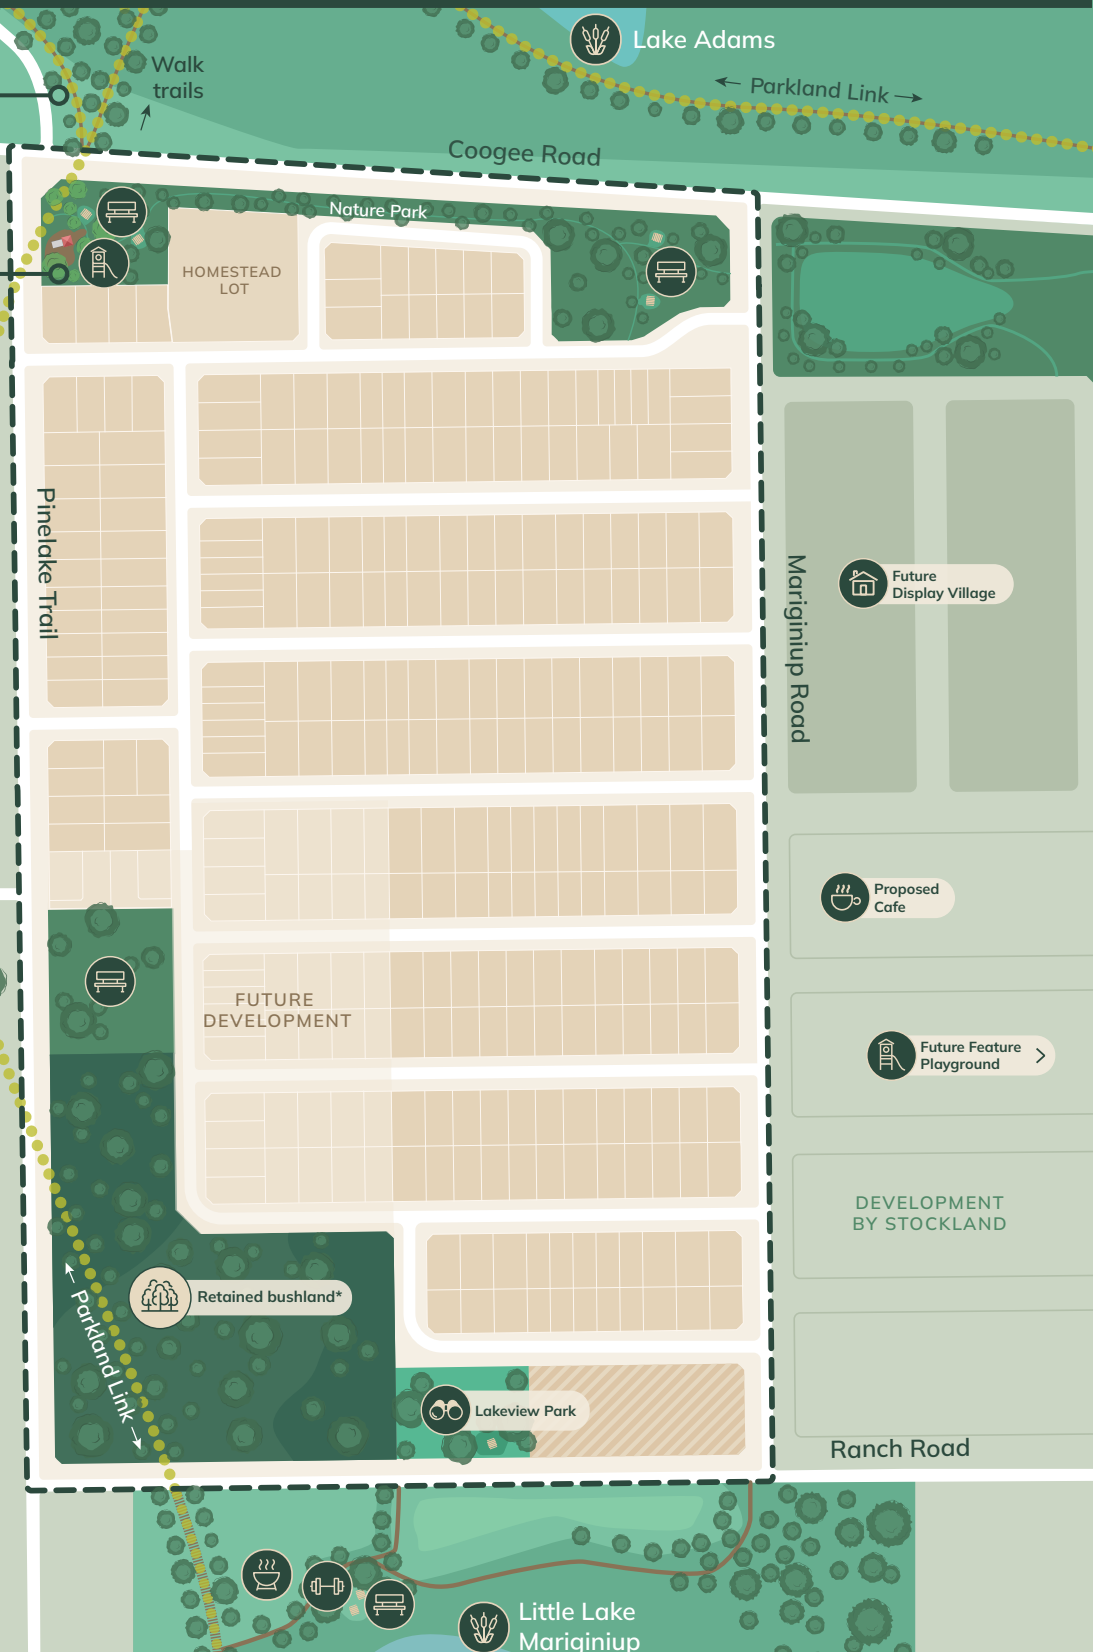 Lake Adams
Walk
trails
Parkland Link
Coogee Road
Nature Park
HOMESTEAD
LOT
Pinelake Trail
Mariginiup Road
Future
Display Village
Proposed
Cafe
FUTURE
DEVELOPMENT
Future Feature
Playground
DEVELOPMENT
BY STOCKLAND
Retained bushland*
Parkland Link
Lakeview Park
Ranch Road
Little Lake
Mariginiup